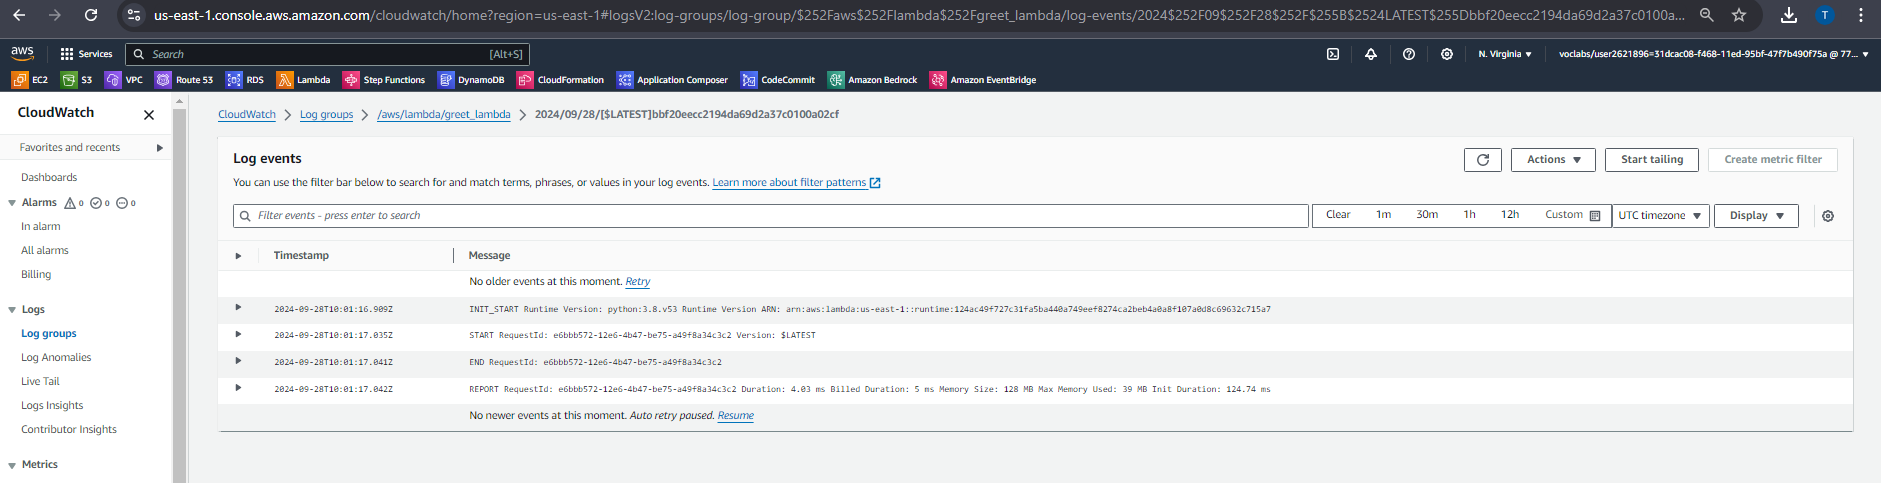 us-east-1.console.aws.amazon.com/cloudwatch/home?region=us-east-1#logsV2:log-groups/log-group/$252Faws$252Flambda$252Fgreet_lambda/log-events/2024$252F09$252F28$252F$255B$2524LATEST$255Dbbf20eecc2194da69d2a37c0100a... T
aws Services Search [Alt+S] N. Virginia voclabs/user2621896=31dcac08-f468-11ed-95bf-47f7b490f75a @ 77...
EC2 S3 VPC Route 53 RDS Lambda Step Functions DynamoDB CloudFormation Application Composer CodeCommit Amazon Bedrock Amazon EventBridge
CloudWatch
Favorites and recents
Dashboards
Alarms 0 0 0
In alarm
All alarms
Billing
Logs
Log groups
Log Anomalies
Live Tail
Logs Insights
Contributor Insights
Metrics
CloudWatch Log groups /aws/lambda/greet_lambda 2024/09/28/[$LATEST]bbf20eecc2194da69d2a37c0100a02cf
Log events
Actions Start tailing Create metric filter
You can use the filter bar below to search for and match terms, phrases, or values in your log events. Learn more about filter patterns
Filter events - press enter to search
Clear 1m 30m 1h 12h Custom UTC timezone Display
Timestamp Message
No older events at this moment. Retry
2024-09-28T10:01:16.909Z INIT_START Runtime Version: python:3.8.v53 Runtime Version ARN: arn:aws:lambda:us-east-1::runtime:124ac49f727c31fa5ba440a749eef8274ca2beb4a0a8f107a0d8c69632c715a7
2024-09-28T10:01:17.035Z START RequestId: e6bbb572-12e6-4b47-be75-a49f8a34c3c2 Version: $LATEST
2024-09-28T10:01:17.041Z END RequestId: e6bbb572-12e6-4b47-be75-a49f8a34c3c2
2024-09-28T10:01:17.042Z REPORT RequestId: e6bbb572-12e6-4b47-be75-a49f8a34c3c2 Duration: 4.03 ms Billed Duration: 5 ms Memory Size: 128 MB Max Memory Used: 39 MB Init Duration: 124.74 ms
No newer events at this moment. Auto retry paused. Resume